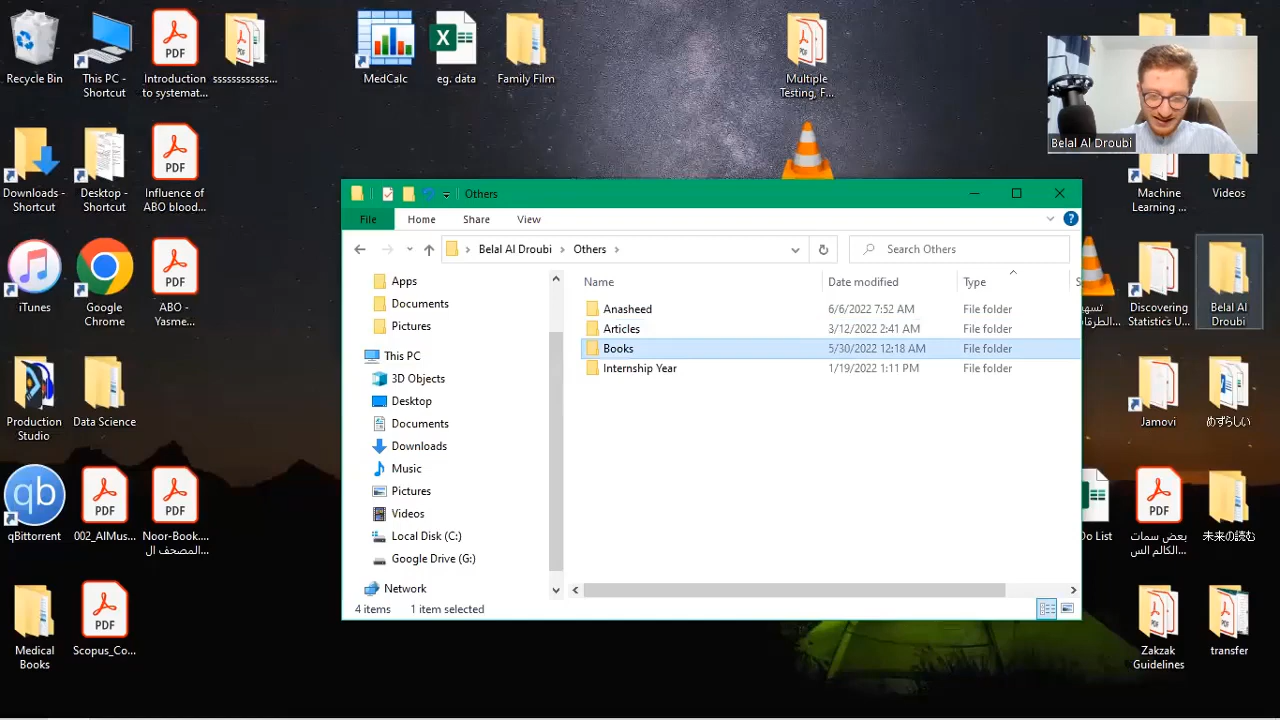 Recycle Bin
This PC -
Shortcut
Introduction
to systemat...
ssssssssssss...
MedCalc
eg. data
Family Film
Multiple
Testing, F...
Belal Al Droubi
Downloads -
Shortcut
Desktop -
Shortcut
Influence of
ABO blood...
Machine
Learning ...
Videos
iTunes
Google
Chrome
ABO -
Yasme...
Discovering
Statistics U...
Belal Al
Droubi
Production
Studio
Data Science
Jamovi
めずらしい
qBittorrent
002_AlMus...
Noor-Book....
المصحف ال
Do List
بعض سمات
الكالم الس...
未来の読む
Medical
Books
Scopus_Co...
Zakzak
Guidelines
transfer
Others
File
Home
Share
View
Belal Al Droubi
Others
Search Others
Apps
Documents
Pictures
This PC
3D Objects
Desktop
Documents
Downloads
Music
Pictures
Videos
Local Disk (C:)
Google Drive (G:)
Network
Name
Date modified
Type
S
Anasheed 6/6/2022 7:52 AM File folder
Articles 3/12/2022 2:41 AM File folder
Books 5/30/2022 12:18 AM File folder
Internship Year 1/19/2022 1:11 PM File folder
4 items
1 item selected
PDF
PDF
PDF
PDF
PDF
PDF
PDF
qb